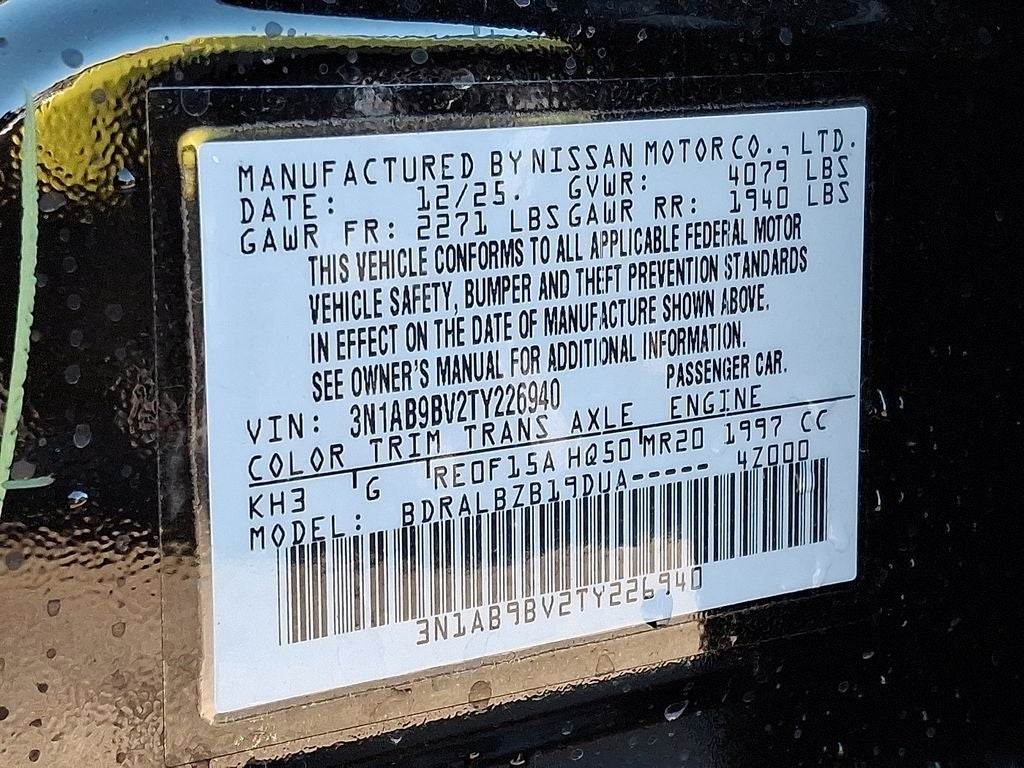 MANUFACTURED BY NISSAN MOTOR CO., LTD.
DATE: 12/25. GVWR: 4079 LBS
GAWR FR: 2271 LBS GAWR RR: 1940 LBS
THIS VEHICLE CONFORMS TO ALL APPLICABLE FEDERAL MOTOR
VEHICLE SAFETY, BUMPER AND THEFT PREVENTION STANDARDS
IN EFFECT ON THE DATE OF MANUFACTURE SHOWN ABOVE.
SEE OWNER'S MANUAL FOR ADDITIONAL INFORMATION.
VIN: 3N1AB9BV2TY226940 PASSENGER CAR.
COLOR TRIM TRANS AXLE ENGINE
KH3 G RE0F15A HQ50 MR20 1997 CC
MODEL: BDRALBZB19DUA----- 4Z000
3N1AB9BV2TY226940